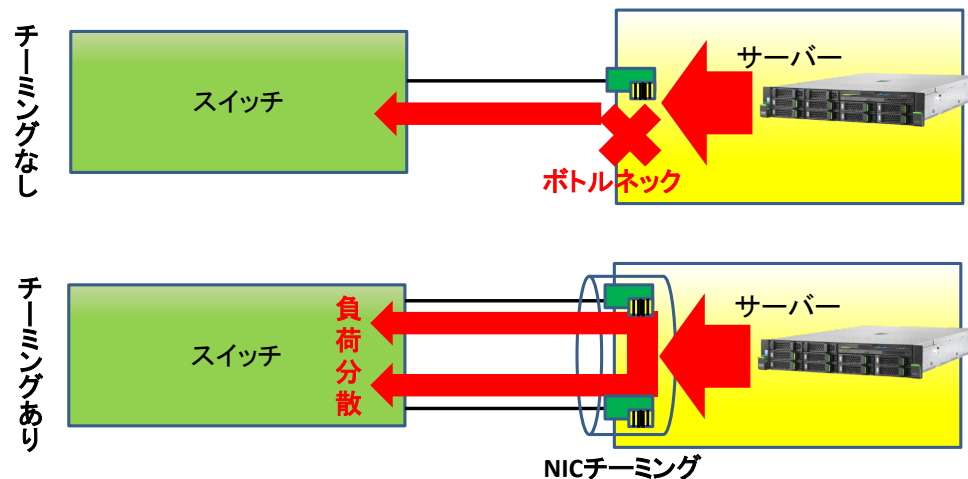 チーミングなし
スイッチ
サーバー
ボトルネック
チーミングあり
スイッチ
負荷分散
サーバー
NICチーミング